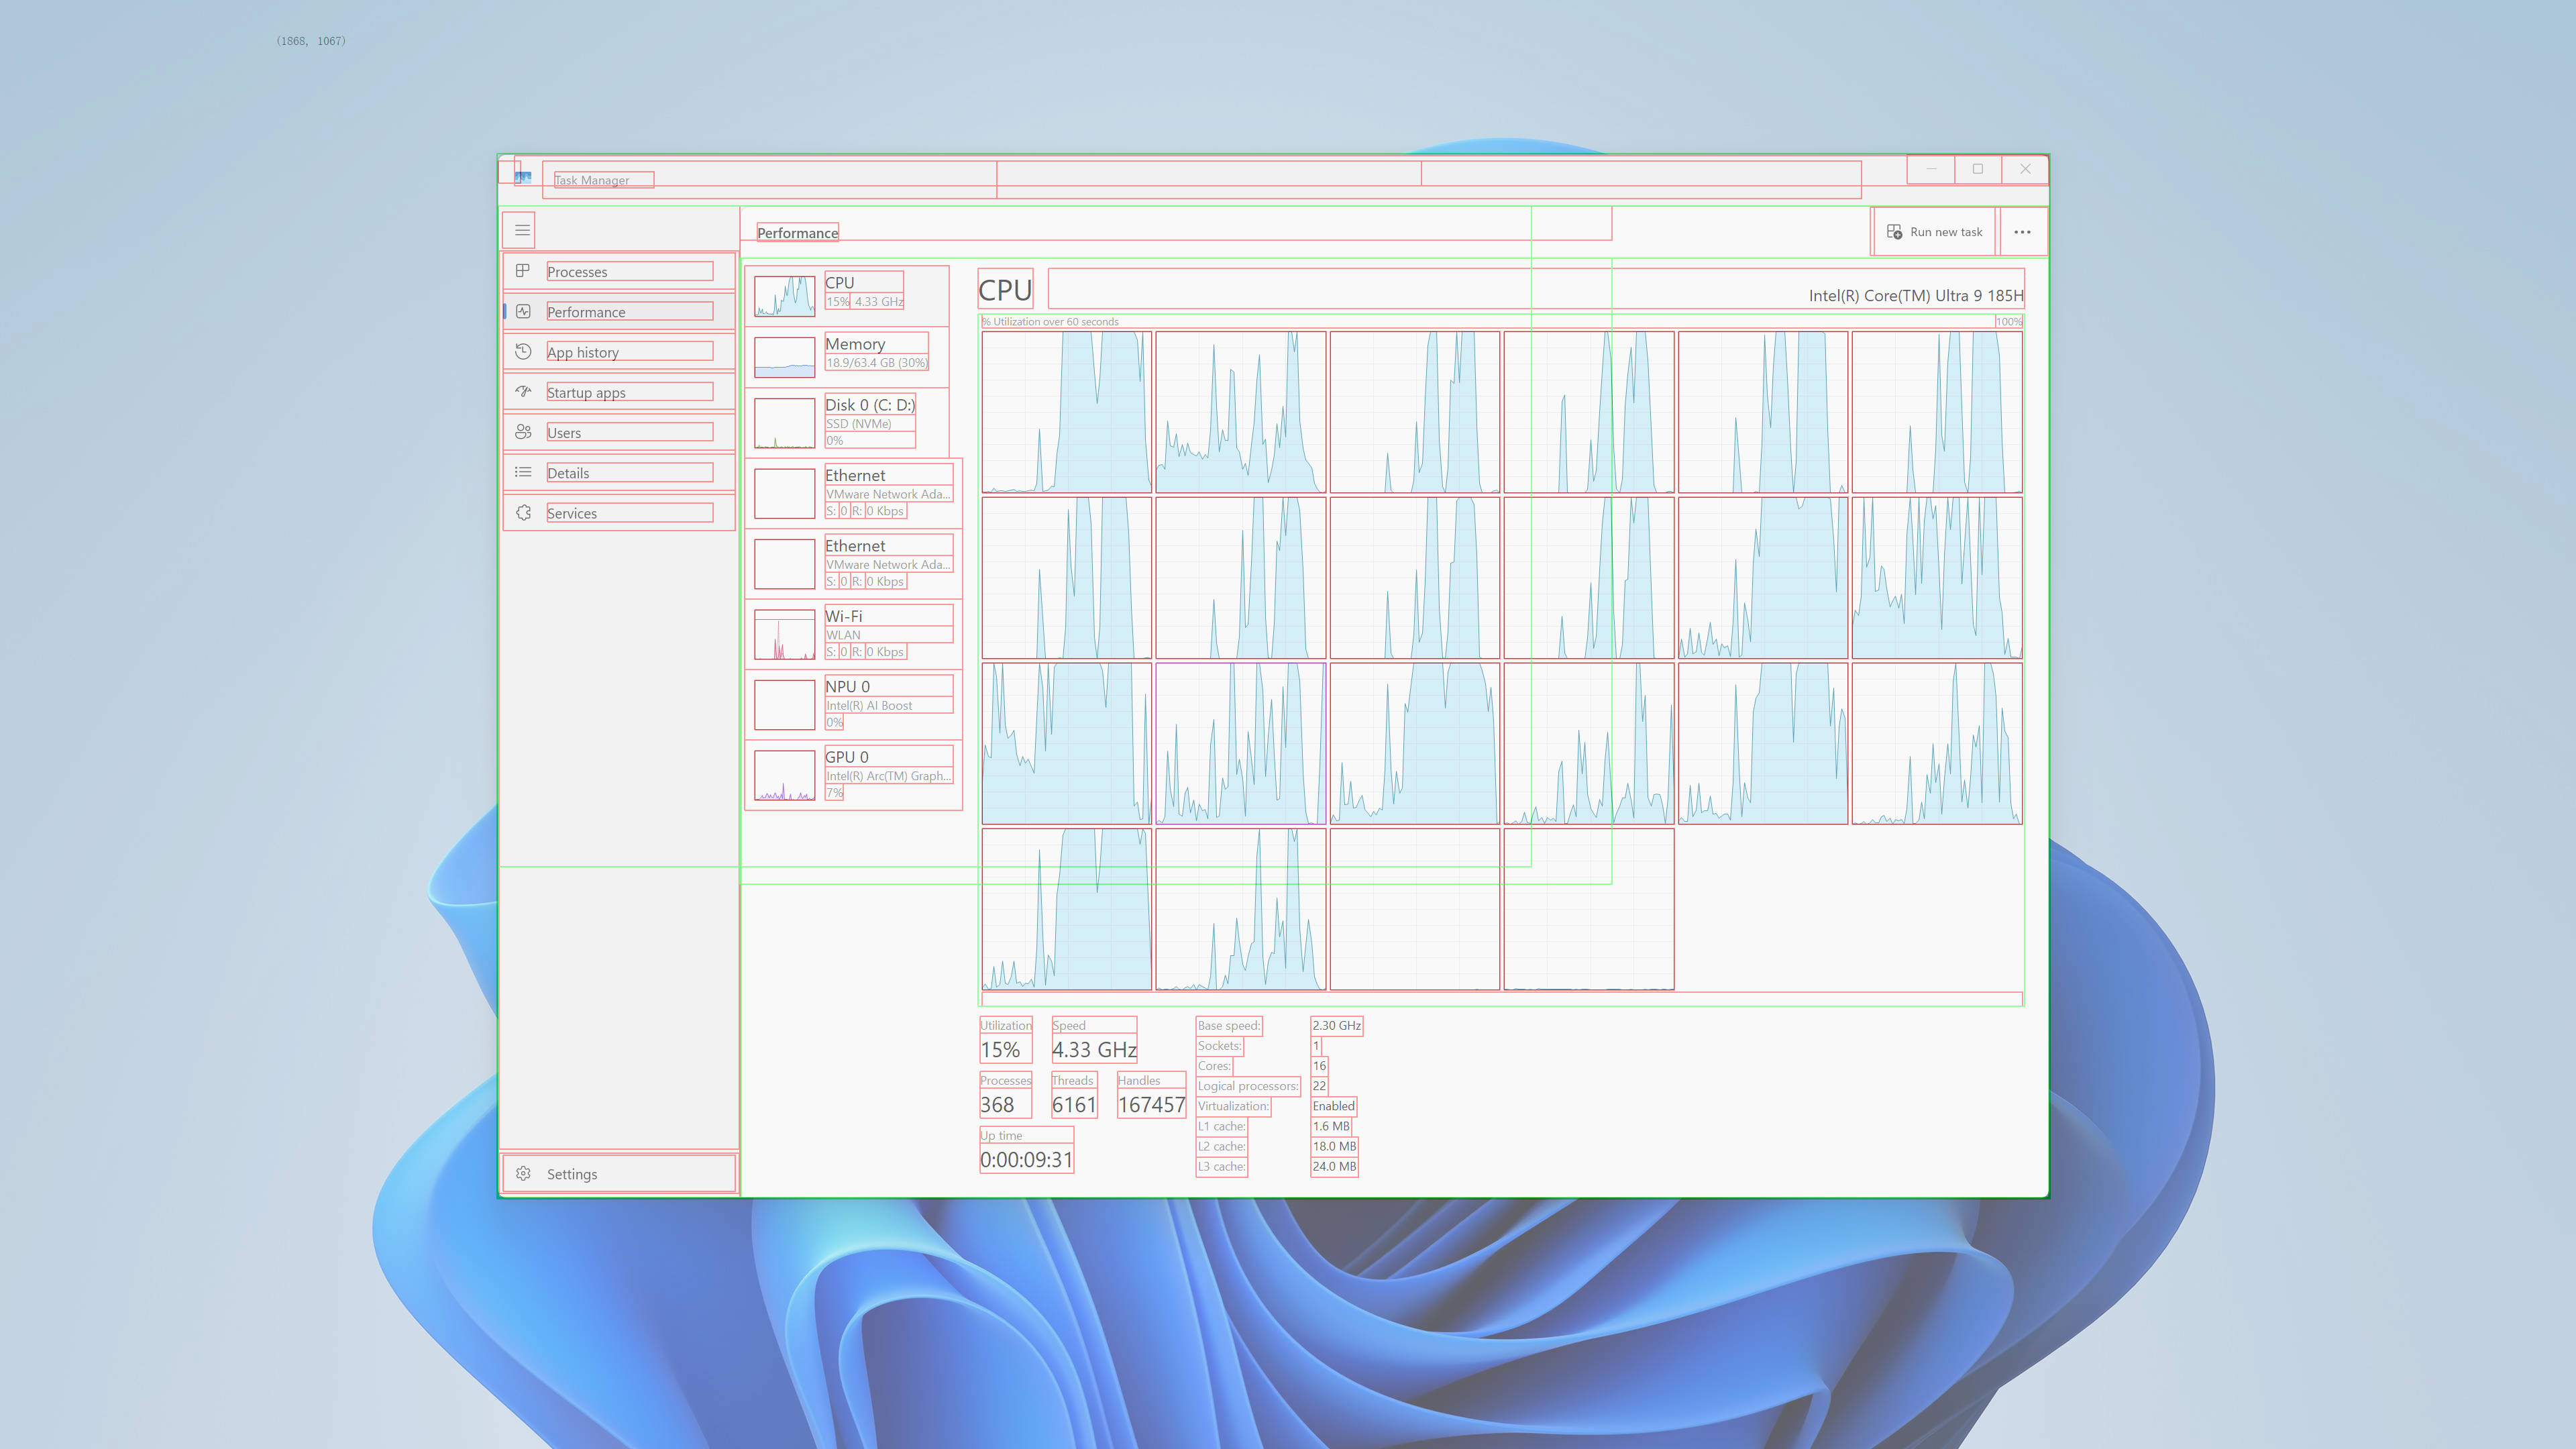 (1868, 1067)
Task Manager
Performance
Run new task
Processes
Performance
App history
Startup apps
Users
Details
Services
Settings
CPU
15% 4.33 GHz
Memory
18.9/63.4 GB (30%)
Disk 0 (C: D:)
SSD (NVMe)
0%
Ethernet
VMware Network Ada...
S: 0 R: 0 Kbps
Ethernet
VMware Network Ada...
S: 0 R: 0 Kbps
Wi-Fi
WLAN
S: 0 R: 0 Kbps
NPU 0
Intel(R) AI Boost
0%
GPU 0
Intel(R) Arc(TM) Graph...
7%
CPU
Intel(R) Core(TM) Ultra 9 185H
% Utilization over 60 seconds
100%
Utilization
15%
Speed
4.33 GHz
Processes
368
Threads
6161
Handles
167457
Up time
0:00:09:31
Base speed: 2.30 GHz
Sockets: 1
Cores: 16
Logical processors: 22
Virtualization: Enabled
L1 cache: 1.6 MB
L2 cache: 18.0 MB
L3 cache: 24.0 MB